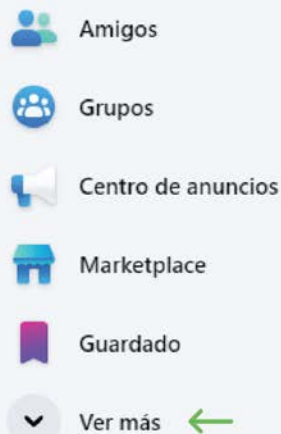 Amigos
Grupos
Centro de anuncios
Marketplace
Guardado
Ver más